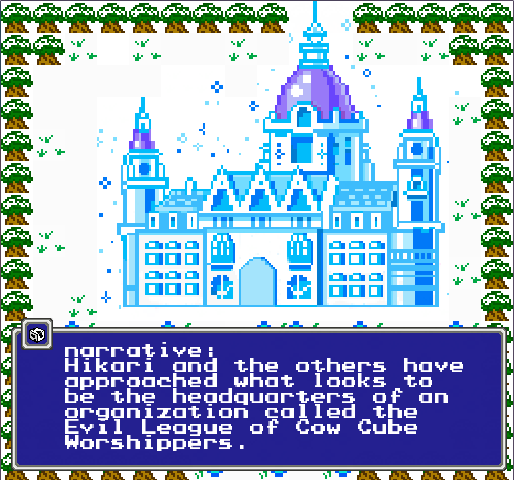 narrative:
Hikari and the others have
approached what looks to
be the headquarters of an
organization called the
Evil League of Cow Cube
Worshippers.